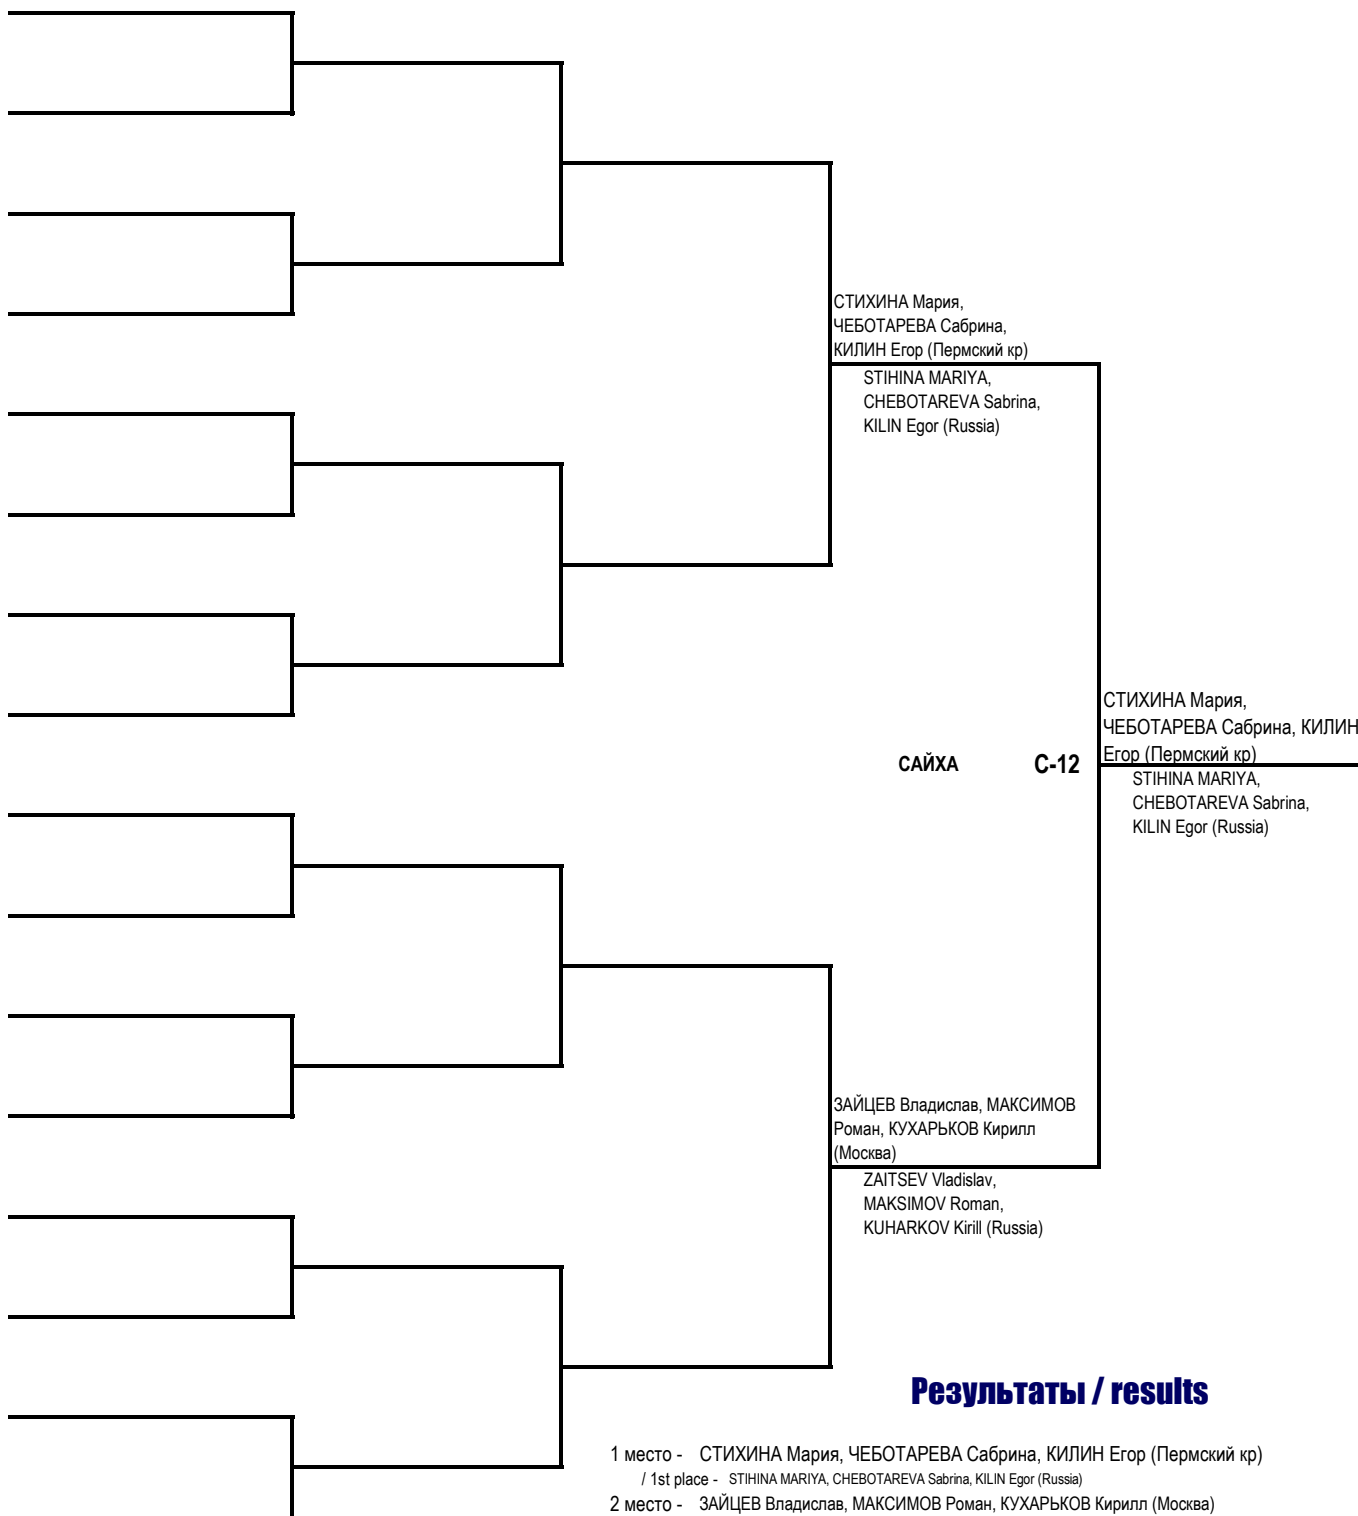 СТИХИНА Мария,
ЧЕБОТАРЕВА Сабрина,
КИЛИН Егор (Пермский кр)
STIHINA MARIYA,
CHEBOTAREVA Sabrina,
KILIN Egor (Russia)
СТИХИНА Мария,
ЧЕБОТАРЕВА Сабрина, КИЛИН
Егор (Пермский кр)
САЙХА С-12
STIHINA MARIYA,
CHEBOTAREVA Sabrina,
KILIN Egor (Russia)
ЗАЙЦЕВ Владислав, МАКСИМОВ
Роман, КУХАРЬКОВ Кирилл
(Москва)
ZAITSEV Vladislav,
MAKSIMOV Roman,
KUHARKOV Kirill (Russia)
Результаты / results
1 место - СТИХИНА Мария, ЧЕБОТАРЕВА Сабрина, КИЛИН Егор (Пермский кр)
/ 1st place - STIHINA MARIYA, CHEBOTAREVA Sabrina, KILIN Egor (Russia)
2 место - ЗАЙЦЕВ Владислав, МАКСИМОВ Роман, КУХАРЬКОВ Кирилл (Москва)